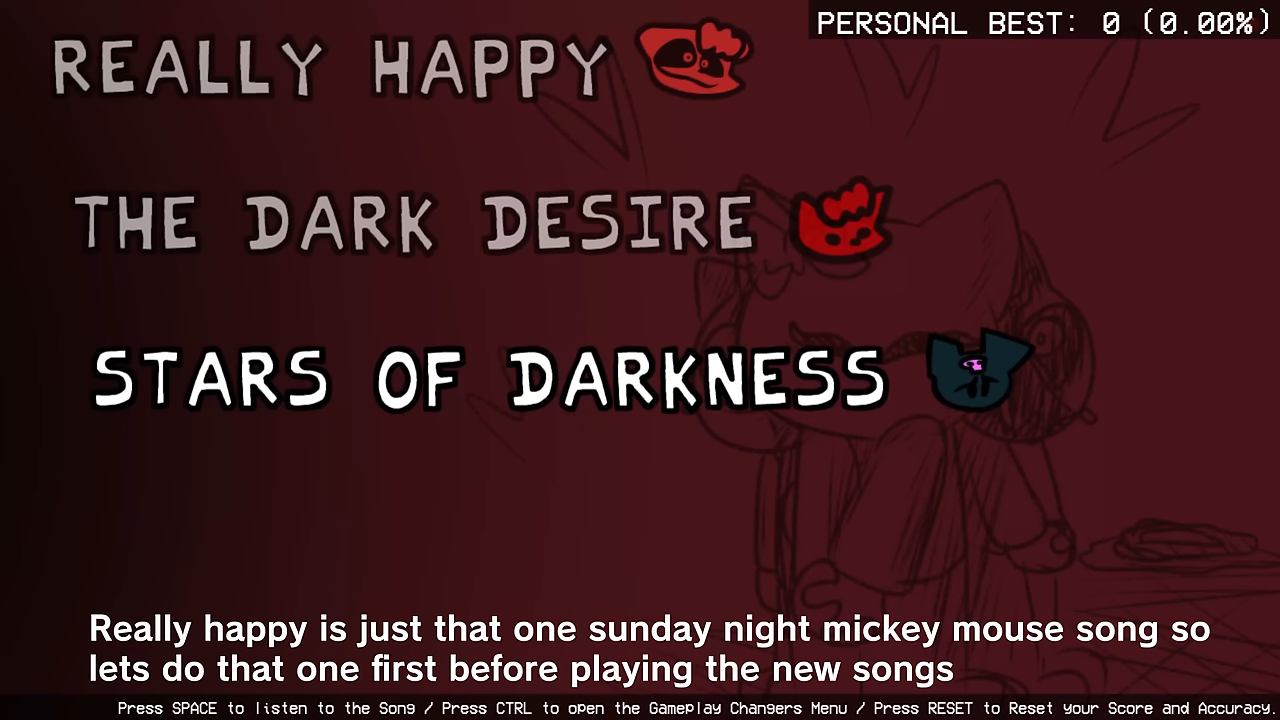 PERSONAL BEST: 0 (0.00%)
REALLY HAPPY
THE DARK DESIRE
STARS OF DARKNESS
Really happy is just that one sunday night mickey mouse song so
lets do that one first before playing the new songs
Press SPACE to listen to the Song / Press CTRL to open the Gameplay Changers Menu / Press RESET to Reset your Score and Accuracy.